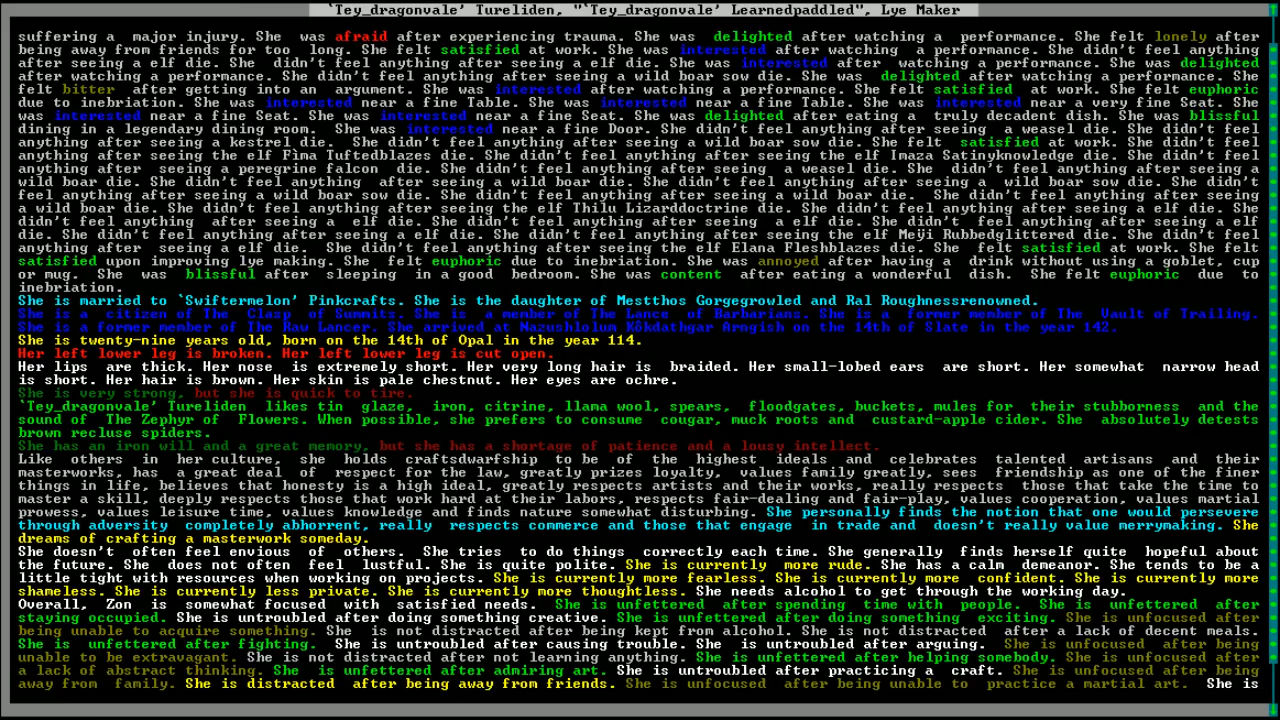 `Tey_dragonvale' Tureliden, "`Tey_dragonvale' Learnedpaddled", Lye Maker
suffering a major injury. She was afraid after experiencing trauma. She was delighted after watching a performance. She felt lonely after
being away from friends for too long. She felt satisfied at work. She was interested after watching a performance. She didn't feel anything
after seeing a elf die. She didn't feel anything after seeing a elf die. She was interested after watching a performance. She was delighted
after watching a performance. She didn't feel anything after seeing a wild boar sow die. She was delighted after watching a performance. She
felt bitter after getting into an argument. She was interested after watching a performance. She felt satisfied at work. She felt euphoric
due to inebriation. She was interested near a fine Table. She was interested near a fine Table. She was interested near a very fine Seat. She
was interested near a fine Seat. She was interested near a fine Seat. She was delighted after eating a truly decadent dish. She was blissful
dining in a legendary dining room. She was interested near a fine Door. She didn't feel anything after seeing a weasel die. She didn't feel
anything after seeing a kestrel die. She didn't feel anything after seeing a wild boar sow die. She felt satisfied at work. She didn't feel
anything after seeing the elf Fima Tuftedblazes die. She didn't feel anything after seeing the elf Imaza Satinyknowledge die. She didn't feel
anything after seeing a peregrine falcon die. She didn't feel anything after seeing a weasel die. She didn't feel anything after seeing a
wild boar die. She didn't feel anything after seeing a wild boar die. She didn't feel anything after seeing a wild boar sow die. She didn't
feel anything after seeing a wild boar sow die. She didn't feel anything after seeing a wild boar die. She didn't feel anything after seeing
a wild boar die. She didn't feel anything after seeing the elf Thilu Lizarddoctrine die. She didn't feel anything after seeing a elf die. She
didn't feel anything after seeing a elf die. She didn't feel anything after seeing a elf die. She didn't feel anything after seeing a elf
die. She didn't feel anything after seeing a elf die. She didn't feel anything after seeing the elf Meÿi Rubbedglittered die. She didn't feel
anything after seeing a elf die. She didn't feel anything after seeing the elf Elana Fleshblazes die. She felt satisfied at work. She felt
satisfied upon improving lye making. She felt euphoric due to inebriation. She was annoyed after having a drink without using a goblet, cup
or mug. She was blissful after sleeping in a good bedroom. She was content after eating a wonderful dish. She felt euphoric due to
inebriation.
She is married to `Swiftermelon' Pinkcrafts. She is the daughter of Mestthos Gorgegrowled and Ral Roughnessrenowned.
She is a citizen of The Clasp of Summits. She is a member of The Lance of Barbarians. She is a former member of The Vault of Trailing.
She is a former member of The Raw Lancer. She arrived at Nazushlolum Kôkdathgar Arngish on the 14th of Slate in the year 142.
She is twenty-nine years old, born on the 14th of Opal in the year 114.
Her left lower leg is broken. Her left lower leg is cut open.
Her lips are thick. Her nose is extremely short. Her very long hair is braided. Her small-lobed ears are short. Her somewhat narrow head
is short. Her hair is brown. Her skin is pale chestnut. Her eyes are ochre.
She is very strong, but she is quick to tire.
`Tey_dragonvale' Tureliden likes tin glaze, iron, citrine, llama wool, spears, floodgates, buckets, mules for their stubborness and the
sound of The Zephyr of Flowers. When possible, she prefers to consume cougar, muck roots and custard-apple cider. She absolutely detests
brown recluse spiders.
She has an iron will and a great memory, but she has a shortage of patience and a lousy intellect.
Like others in her culture, she holds craftsdwarfship to be of the highest ideals and celebrates talented artisans and their
masterworks, has a great deal of respect for the law, greatly prizes loyalty, values family greatly, sees friendship as one of the finer
things in life, believes that honesty is a high ideal, greatly respects artists and their works, really respects those that take the time to
master a skill, deeply respects those that work hard at their labors, respects fair-dealing and fair-play, values cooperation, values martial
prowess, values leisure time, values knowledge and finds nature somewhat disturbing. She personally finds the notion that one would persevere
through adversity completely abhorrent, really respects commerce and those that engage in trade and doesn't really value merrymaking. She
dreams of crafting a masterwork someday.
She doesn't often feel envious of others. She tries to do things correctly each time. She generally finds herself quite hopeful about
the future. She does not often feel lustful. She is quite polite. She is currently more rude. She has a calm demeanor. She tends to be a
little tight with resources when working on projects. She is currently more fearless. She is currently more confident. She is currently more
shameless. She is currently less private. She is currently more thoughtless. She needs alcohol to get through the working day.
Overall, Zon is somewhat focused with satisfied needs. She is unfettered after spending time with people. She is unfettered after
staying occupied. She is untroubled after doing something creative. She is unfettered after doing something exciting. She is unfocused after
being unable to acquire something. She is not distracted after being kept from alcohol. She is not distracted after a lack of decent meals.
She is unfettered after fighting. She is untroubled after causing trouble. She is untroubled after arguing. She is unfocused after being
unable to be extravagant. She is not distracted after not learning anything. She is unfettered after helping somebody. She is unfocused after
a lack of abstract thinking. She is unfettered after admiring art. She is untroubled after practicing a craft. She is unfocused after being
away from family. She is distracted after being away from friends. She is unfocused after being unable to practice a martial art. She is